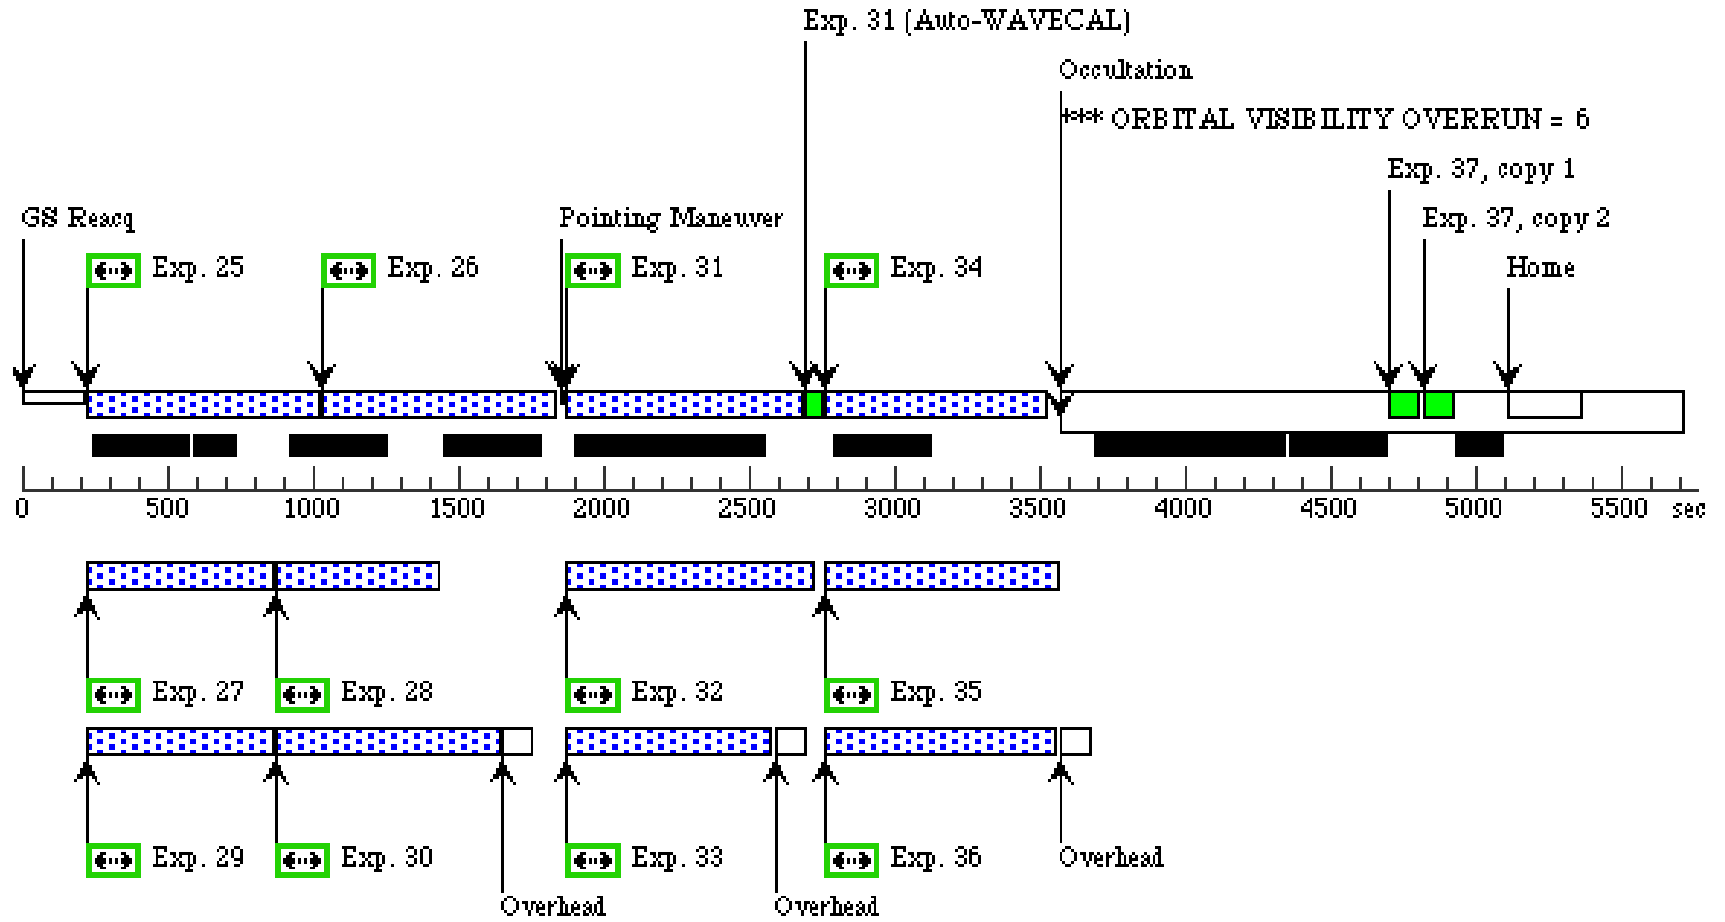 Exp. 31 (Auto-WAVECAL)
Occultation
*** ORBITAL VISIBILITY OVERRUN = 6
Exp. 37, copy 1
GS Reacq
Pointing Maneuver
Exp. 37, copy 2
Exp. 25
Exp. 26
Exp. 31
Exp. 34
Home
0 500 1000 1500 2000 2500 3000 3500 4000 4500 5000 5500 sec
Exp. 27
Exp. 28
Exp. 32
Exp. 35
Exp. 29
Exp. 30
Exp. 33
Exp. 36
Overhead
Overhead
Overhead